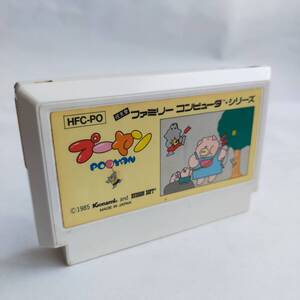 HFC-PO
ファミリー コンピュータ・シリーズ
プーヤン
POOYAN
©1985 Konami and HUDSON SOFT
MADE IN JAPAN